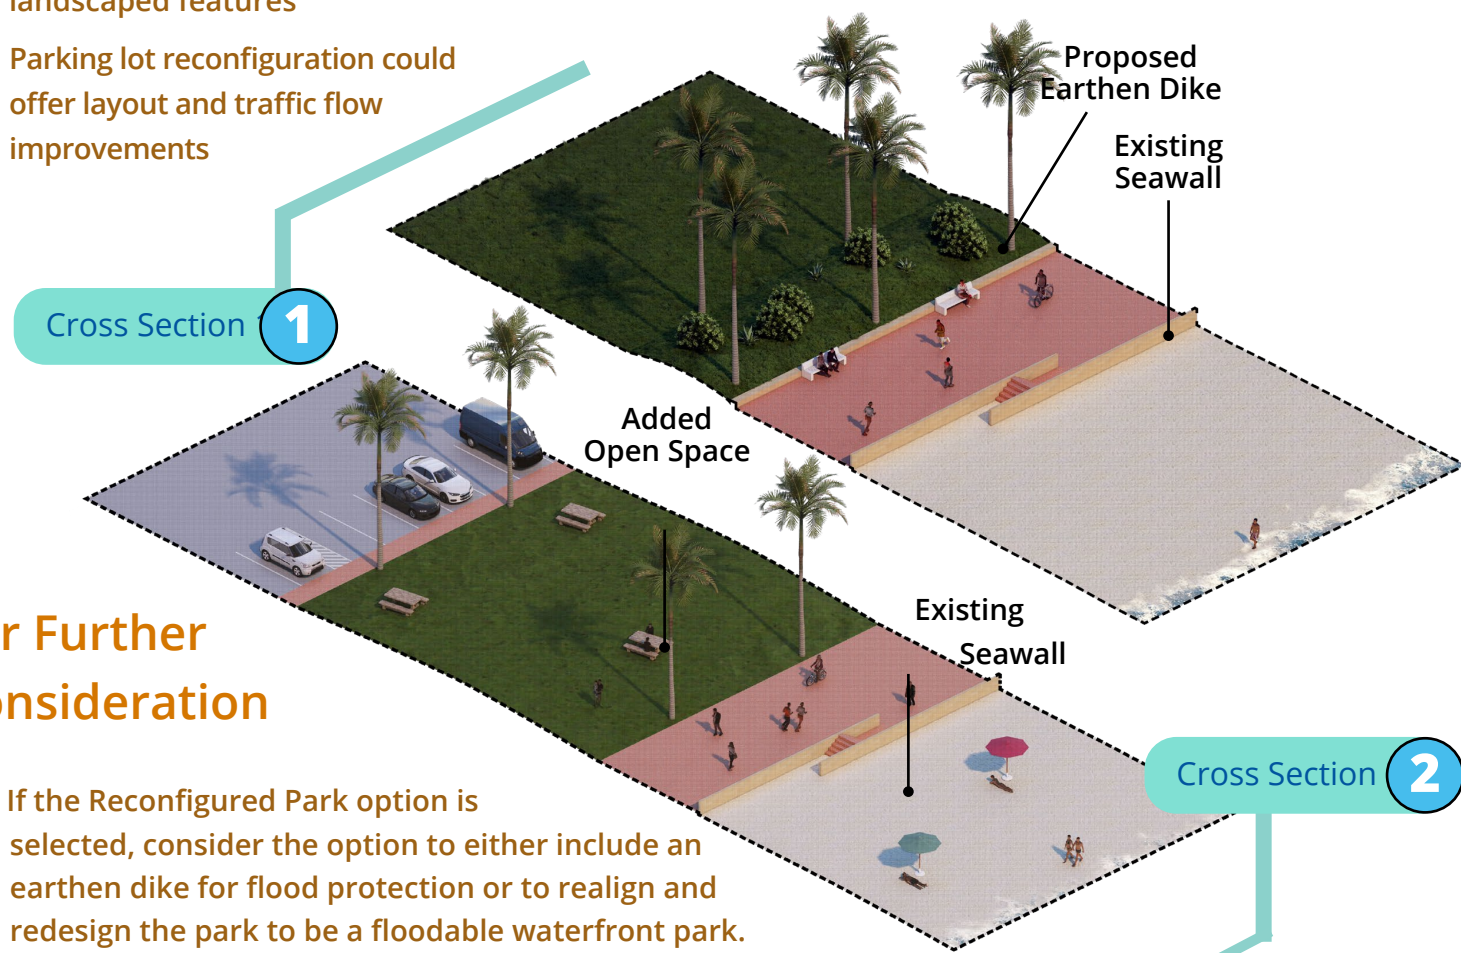 landscaped features
Parking lot reconfiguration could
offer layout and traffic flow
improvements
Proposed
Earthen Dike
Existing
Seawall
Cross Section 1
Added
Open Space
Existing
Seawall
r Further
onsideration
Cross Section 2
If the Reconfigured Park option is
selected, consider the option to either include an
earthen dike for flood protection or to realign and
redesign the park to be a floodable waterfront park.